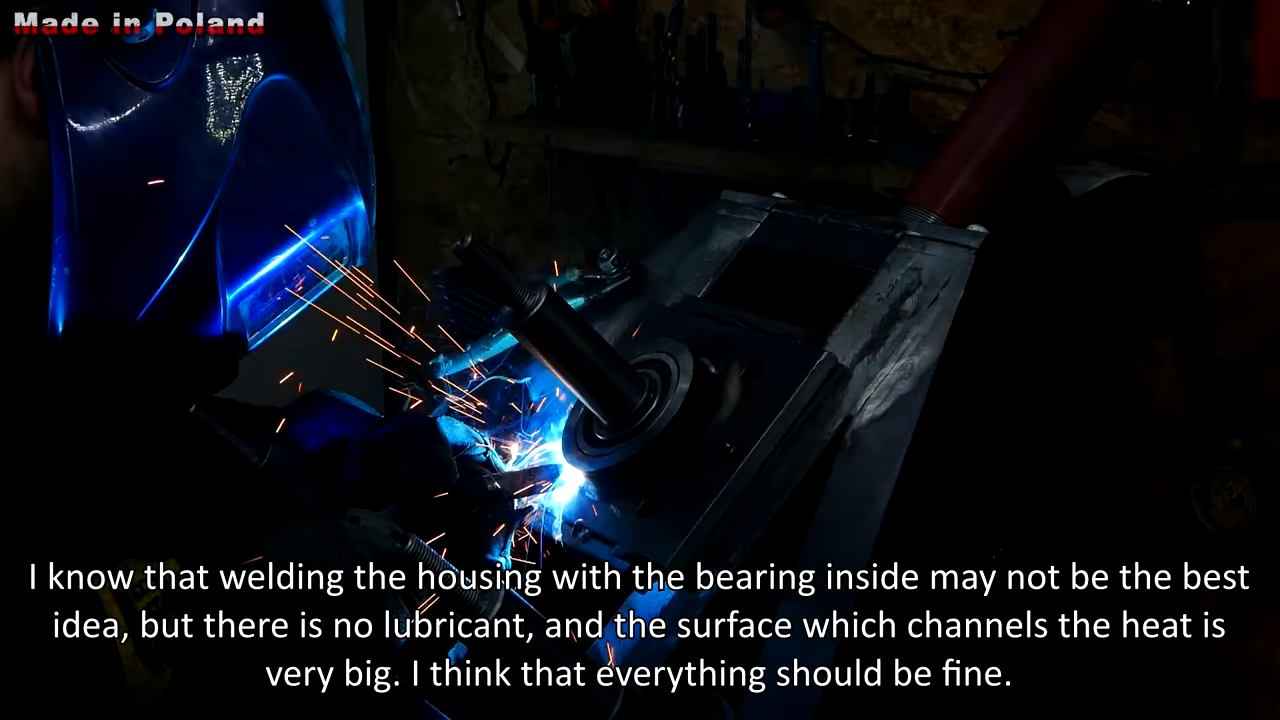 Made in Poland
I know that welding the housing with the bearing inside may not be the best
idea, but there is no lubricant, and the surface which channels the heat is
very big. I think that everything should be fine.